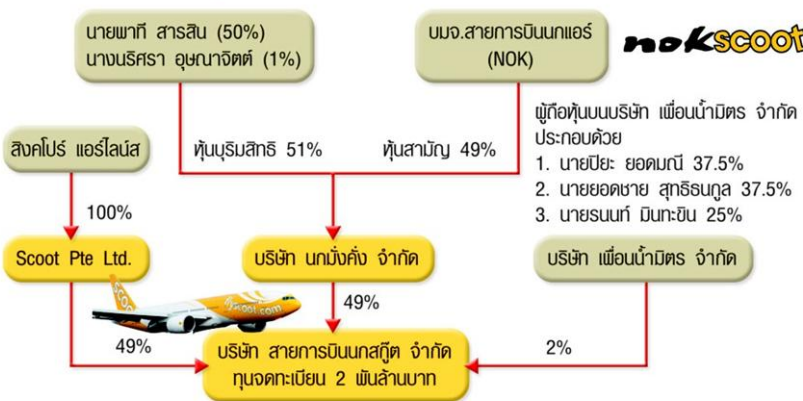 นายพาที สารสิน (50%)
นางนริศรา อุษณาจิตต์ (1%)
บมจ.สายการบินนกแอร์
(NOK)
nokscoot
ผู้ถือหุ้นบนบริษัท เพื่อนน้ำมิตร จำกัด
ประกอบด้วย
1. นายปิยะ ยอดมณี 37.5%
2. นายยอดชาย สุทธิธนกูล 37.5%
3. นายรนนท์ มินทะขิน 25%
สิงคโปร์ แอร์ไลน์ส
หุ้นบุริมสิทธิ 51%
หุ้นสามัญ 49%
100%
Scoot Pte Ltd.
บริษัท นกมั่งคั่ง จำกัด
บริษัท เพื่อนน้ำมิตร จำกัด
flyscoot.com
49%
49%
2%
บริษัท สายการบินนกสกู๊ต จำกัด
ทุนจดทะเบียน 2 พันล้านบาท